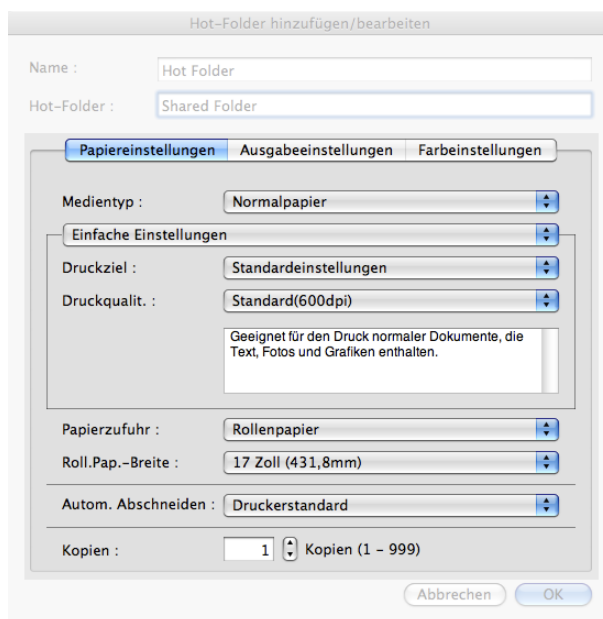 Hot-Folder hinzufügen/bearbeiten
Name : Hot Folder
Hot-Folder : Shared Folder
Papiereinstellungen Ausgabeeinstellungen Farbeinstellungen
Medientyp : Normalpapier
Einfache Einstellungen
Druckziel : Standardeinstellungen
Druckqualit. : Standard(600dpi)
Geeignet für den Druck normaler Dokumente, die
Text, Fotos und Grafiken enthalten.
Papierzufuhr : Rollenpapier
Roll.Pap.-Breite : 17 Zoll (431,8mm)
Autom. Abschneiden : Druckerstandard
Kopien : 1 Kopien (1 – 999)
Abbrechen OK